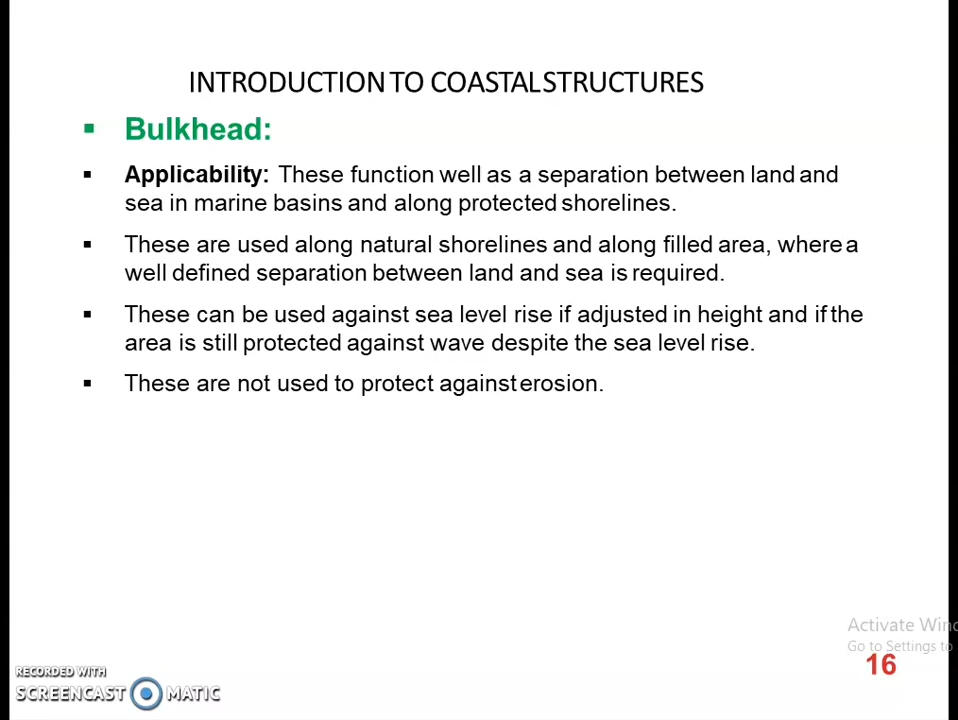 INTRODUCTION TO COASTAL STRUCTURES
▪ Bulkhead:
▪ Applicability: These function well as a separation between land and
sea in marine basins and along protected shorelines.
▪ These are used along natural shorelines and along filled area, where a
well defined separation between land and sea is required.
▪ These can be used against sea level rise if adjusted in height and if the
area is still protected against wave despite the sea level rise.
▪ These are not used to protect against erosion.
Activate Wind
Go to Settings to
16
RECORDED WITH
SCREENCAST MATIC